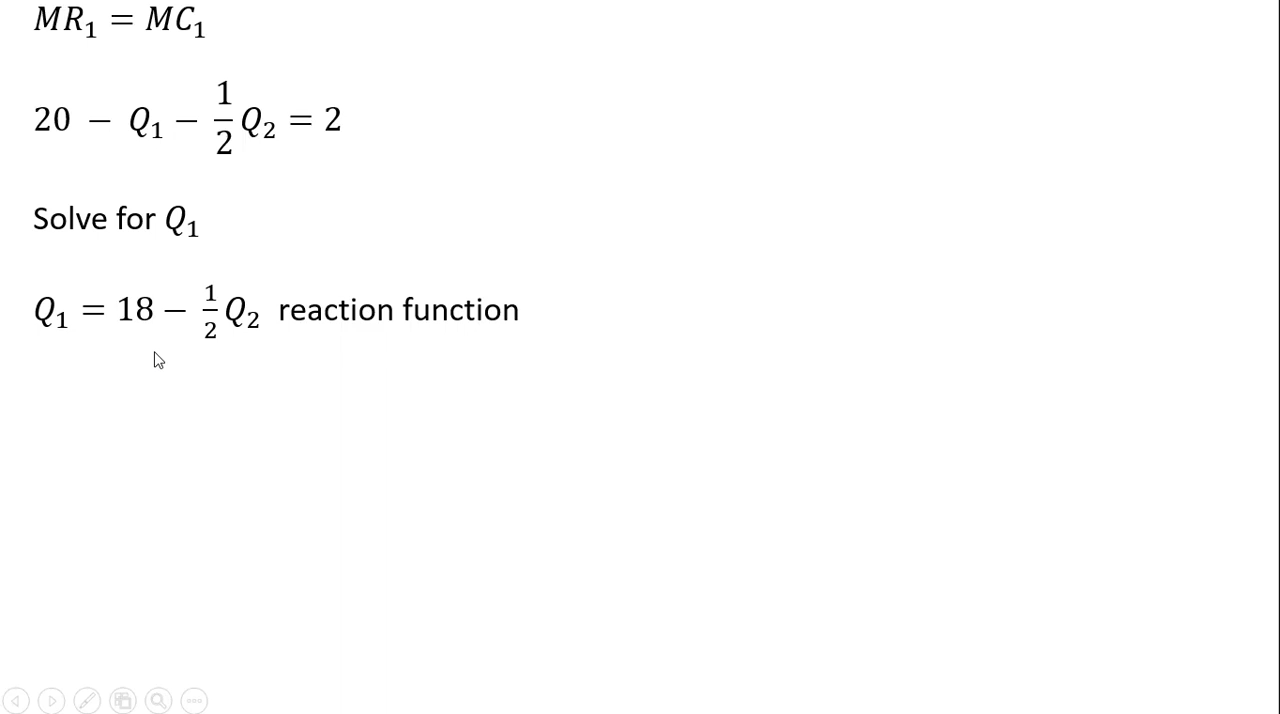 MR₁ = MC₁
20 − Q₁ − 1/2 Q₂ = 2
Solve for Q₁
Q₁ = 18 − 1/2 Q₂ reaction function